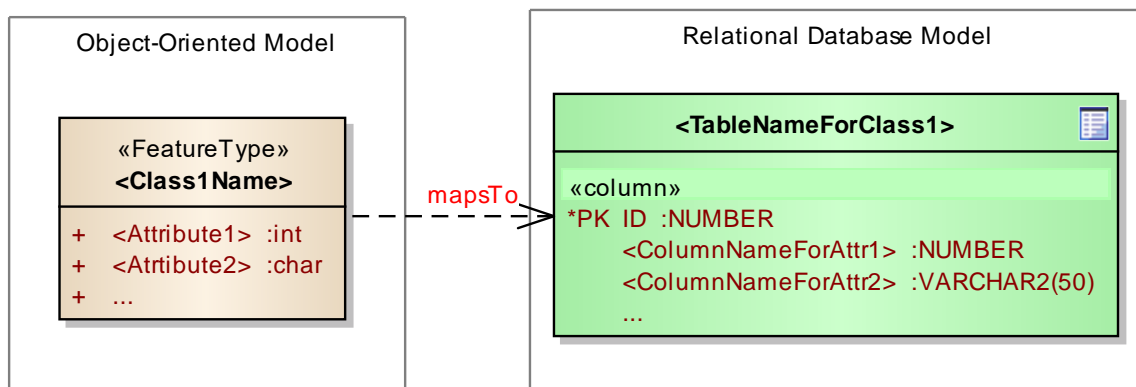 Object-Oriented Model
«FeatureType»
<Class1Name>
+ <Attribute1> :int
+ <Atrtibute2> :char
+ ...
mapsTo
Relational Database Model
<TableNameForClass1>
«column»
*PK ID :NUMBER
<ColumnNameForAttr1> :NUMBER
<ColumnNameForAttr2> :VARCHAR2(50)
...